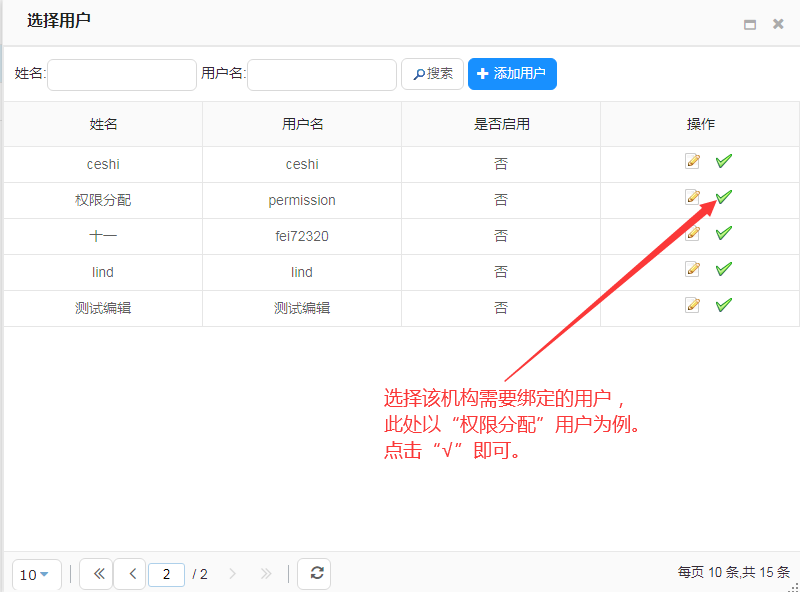 选择用户
姓名: 用户名: 搜索 添加用户
姓名 用户名 是否启用 操作
ceshi ceshi 否
权限分配 permission 否
十一 fei72320 否
lind lind 否
测试编辑 测试编辑 否
选择该机构需要绑定的用户，
此处以“权限分配”用户为例。
点击“√”即可。
10 2 / 2 每页 10 条,共 15 条